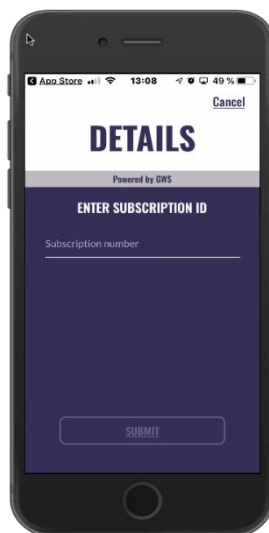 App Store 13:08 49 %
Cancel
DETAILS
Powered by GWS
ENTER SUBSCRIPTION ID
Subscription number
SUBMIT